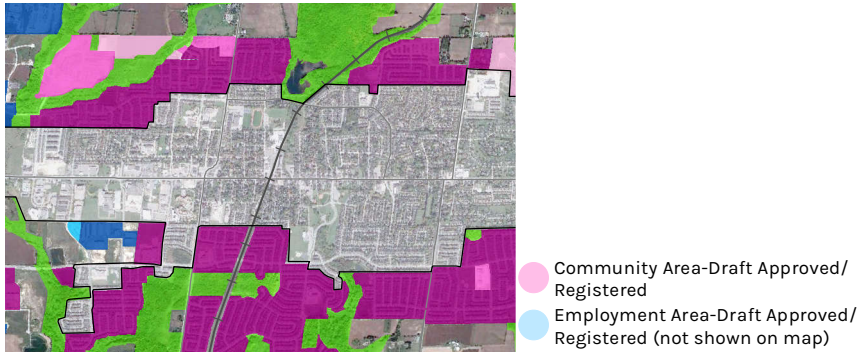 Community Area-Draft Approved/
Registered
Employment Area-Draft Approved/
Registered (not shown on map)